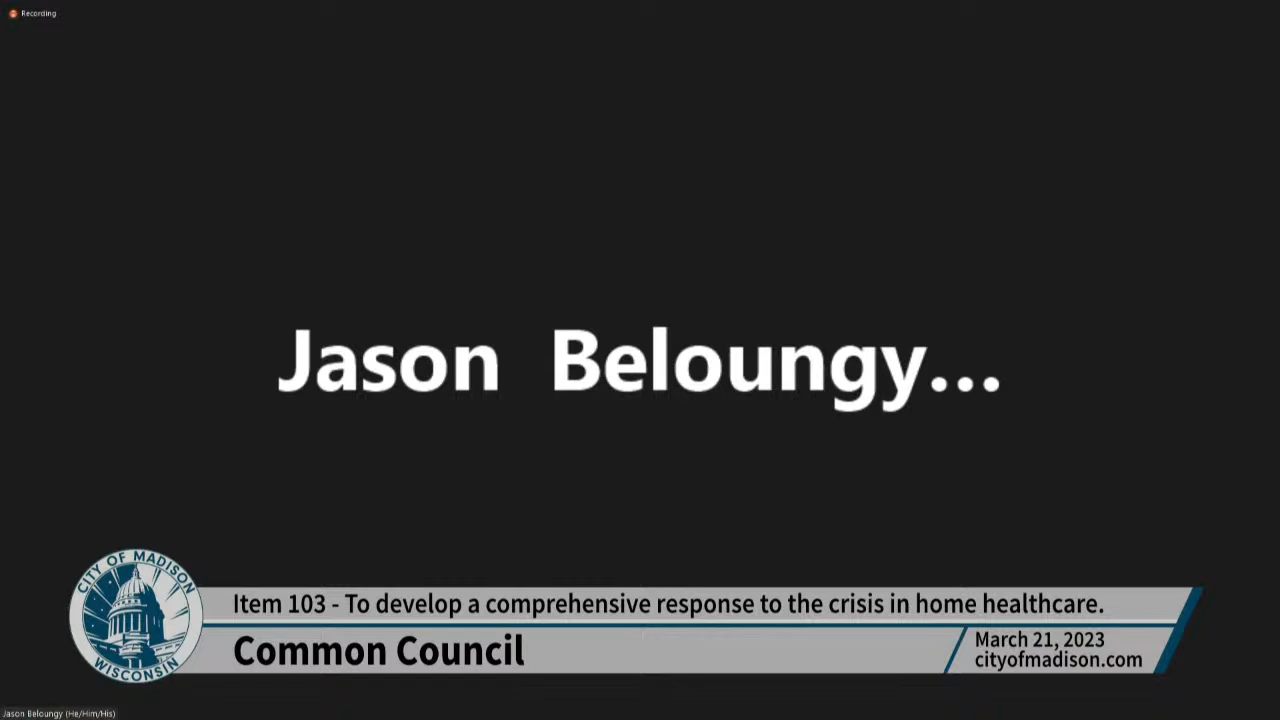 Recording
Jason Beloungy...
CITY OF MADISON
WISCONSIN
Item 103 - To develop a comprehensive response to the crisis in home healthcare.
Common Council
March 21, 2023
cityofmadison.com
Jason Beloungy (He/Him/His)